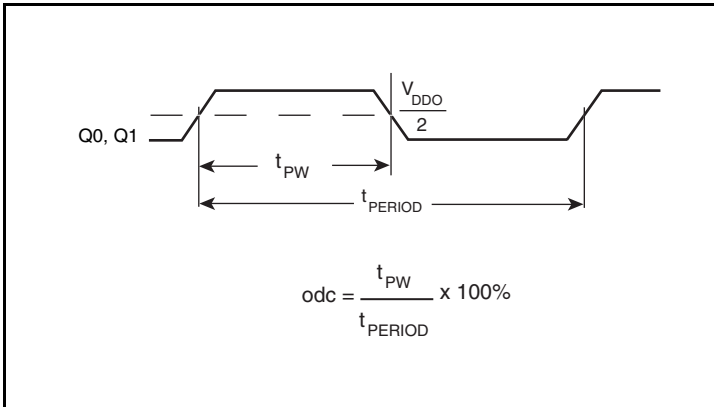 V_DDO
2
Q0, Q1
t_PW
t_PERIOD
odc = t_PW / t_PERIOD x 100%